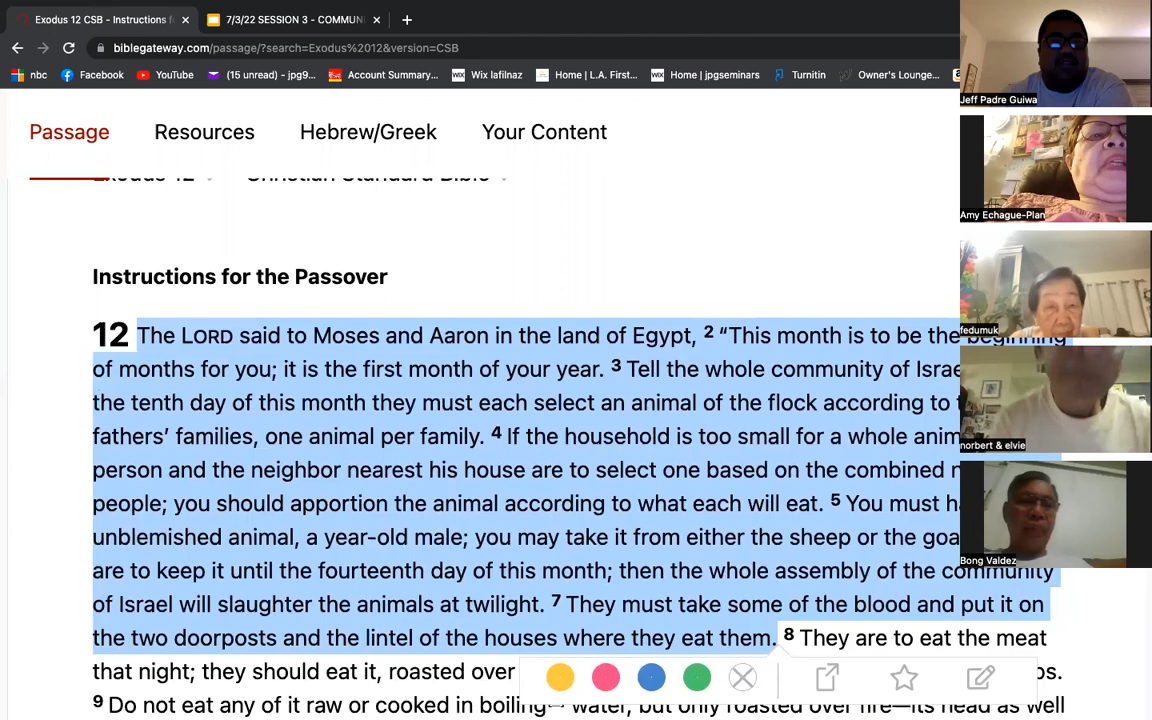 Exodus 12 CSB - Instructions f
7/3/22 SESSION 3 - COMMUN
biblegateway.com/passage/?search=Exodus%2012&version=CSB
nbc
Facebook
YouTube
(15 unread) - jpg9...
Account Summary...
Wix lafilnaz
Home | L.A. First...
Home | jpgseminars
Turnitin
Owner's Lounge...
Passage
Resources
Hebrew/Greek
Your Content
Exodus 12
Christian Standard Bible
Instructions for the Passover
12 The LORD said to Moses and Aaron in the land of Egypt, 2 “This month is to be the beginning
of months for you; it is the first month of your year. 3 Tell the whole community of Israe
the tenth day of this month they must each select an animal of the flock according to t
fathers’ families, one animal per family. 4 If the household is too small for a whole anim
person and the neighbor nearest his house are to select one based on the combined n
people; you should apportion the animal according to what each will eat. 5 You must h
unblemished animal, a year-old male; you may take it from either the sheep or the goa
are to keep it until the fourteenth day of this month; then the whole assembly of the community
of Israel will slaughter the animals at twilight. 7 They must take some of the blood and put it on
the two doorposts and the lintel of the houses where they eat them. 8 They are to eat the meat
that night; they should eat it, roasted over
9 Do not eat any of it raw or cooked in boiling water, but only roasted over fire—its head as well
Jeff Padre Guiwa
Amy Echague-Plan
fedumuk
norbert & elvie
Bong Valdez